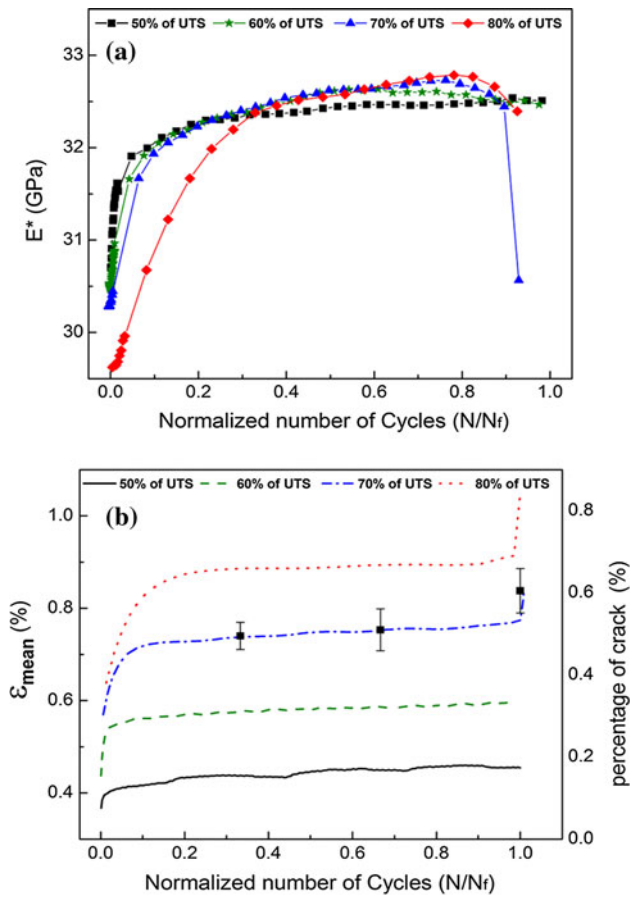 50% of UTS 60% of UTS 70% of UTS 80% of UTS
(a)
33
32
31
30
E* (GPa)
0.0 0.2 0.4 0.6 0.8 1.0
Normalized number of Cycles (N/Nf)
50% of UTS 60% of UTS 70% of UTS 80% of UTS
(b)
1.0
0.8
0.6
0.4
εmean (%)
0.8
0.6
0.4
0.2
0.0
percentage of crack (%)
0.0 0.2 0.4 0.6 0.8 1.0
Normalized number of Cycles (N/Nf)